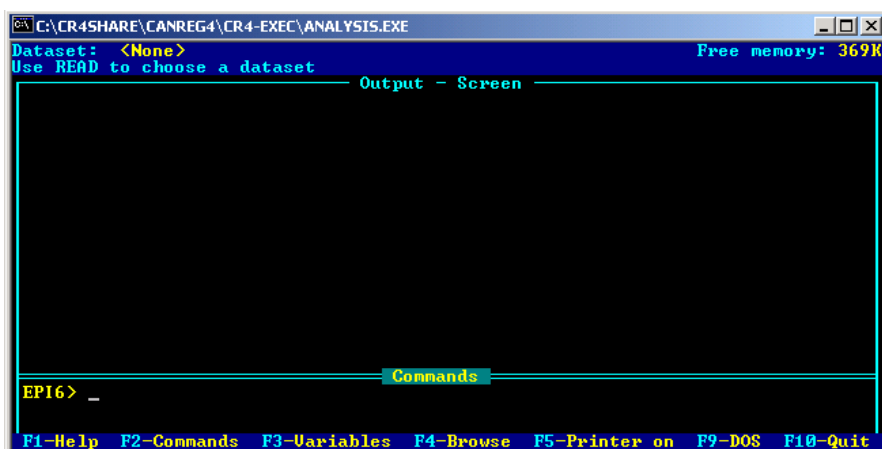 C:\CR4SHARE\CANREG4\CR4-EXEC\ANALYSIS.EXE
Dataset: <None> Free memory: 369K
Use READ to choose a dataset
Output - Screen
Commands
EPI6> _
F1-Help F2-Commands F3-Variables F4-Browse F5-Printer on F9-DOS F10-Quit